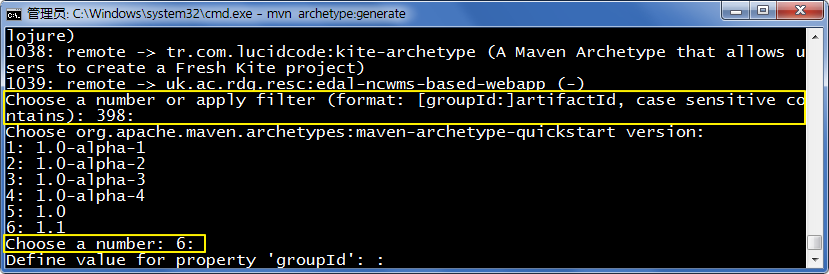 管理员: C:\Windows\system32\cmd.exe - mvn  archetype:generate
lojure)
1038: remote -> tr.com.lucidcode:kite-archetype (A Maven Archetype that allows u
sers to create a Fresh Kite project)
1039: remote -> uk.ac.rdg.resc:edal-ncwms-based-webapp (-)
Choose a number or apply filter (format: [groupId:]artifactId, case sensitive co
ntains): 398:
Choose org.apache.maven.archetypes:maven-archetype-quickstart version:
1: 1.0-alpha-1
2: 1.0-alpha-2
3: 1.0-alpha-3
4: 1.0-alpha-4
5: 1.0
6: 1.1
Choose a number: 6:
Define value for property 'groupId': :